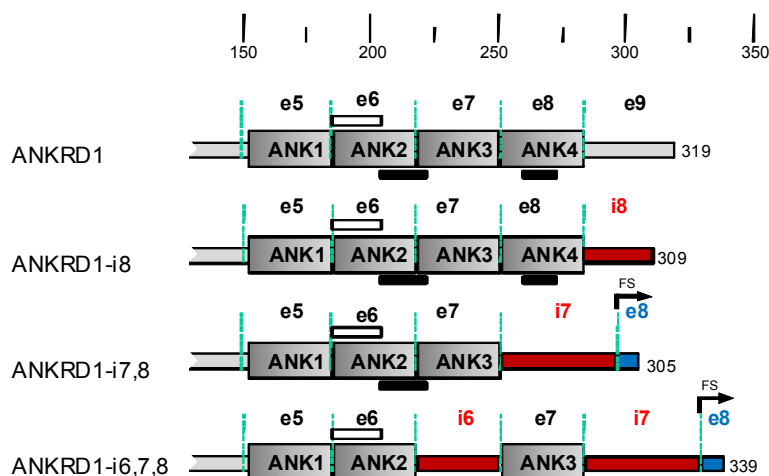 150 200 250 300 350
e5 e6 e7 e8 e9
ANKRD1 ANK1 ANK2 ANK3 ANK4 319
e5 e6 e7 e8 i8
ANKRD1-i8 ANK1 ANK2 ANK3 ANK4 309
FS
e5 e6 e7 i7 e8
ANKRD1-i7,8 ANK1 ANK2 ANK3 305
FS
e5 e6 i6 e7 i7 e8
ANKRD1-i6,7,8 ANK1 ANK2 ANK3 339